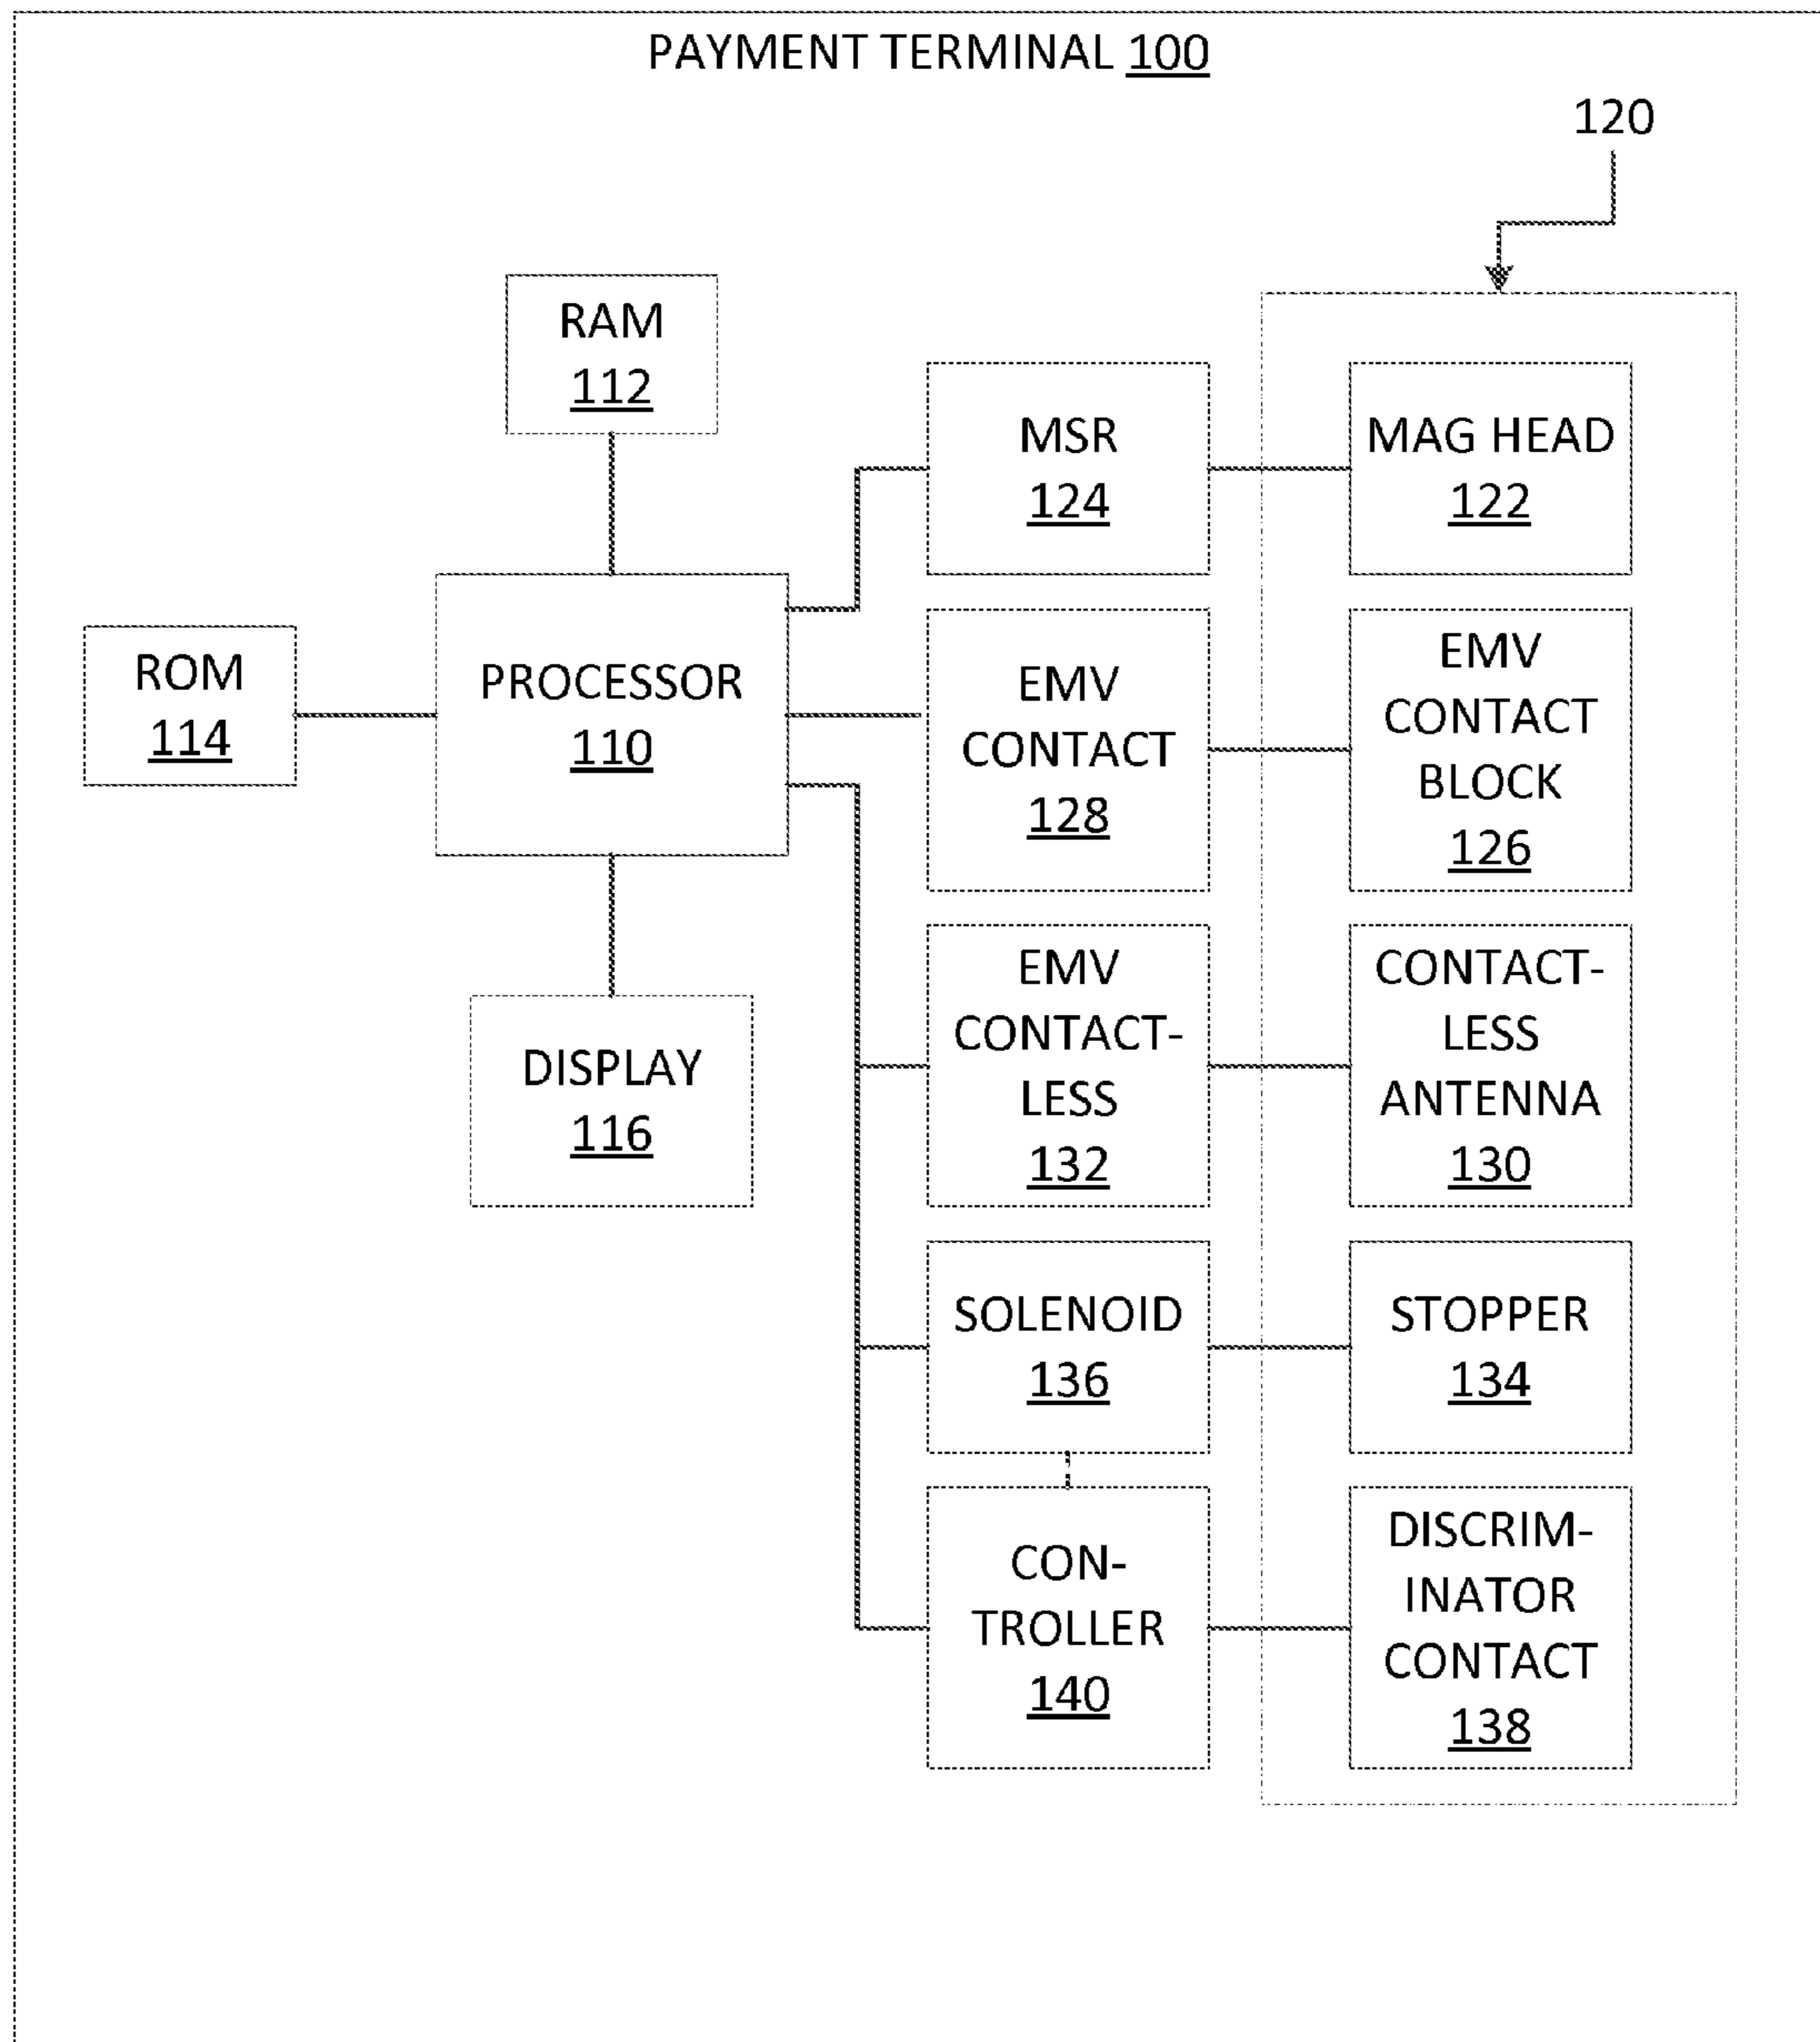 PAYMENT TERMINAL 100
120
RAM
112
MSR
124
MAG HEAD
122
ROM
114
PROCESSOR
110
EMV
CONTACT
128
EMV
CONTACT
BLOCK
126
DISPLAY
116
EMV
CONTACT-
LESS
132
CONTACT-
LESS
ANTENNA
130
SOLENOID
136
STOPPER
134
CON-
TROLLER
140
DISCRIM-
INATOR
CONTACT
138